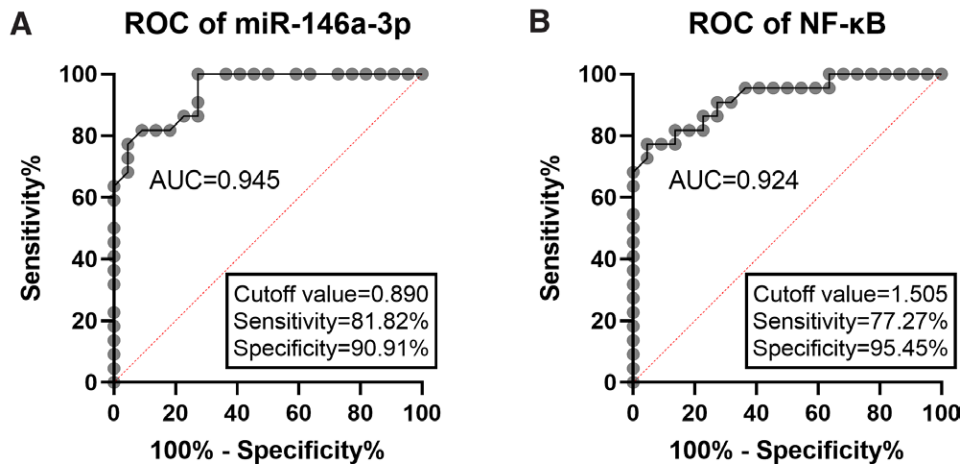 A
ROC of miR-146a-3p
100
80
60
40
20
0
Sensitivity%
AUC=0.945
Cutoff value=0.890
Sensitivity=81.82%
Specificity=90.91%
0 20 40 60 80 100
100% - Specificity%
B
ROC of NF-κB
100
80
60
40
20
0
Sensitivity%
AUC=0.924
Cutoff value=1.505
Sensitivity=77.27%
Specificity=95.45%
0 20 40 60 80 100
100% - Specificity%